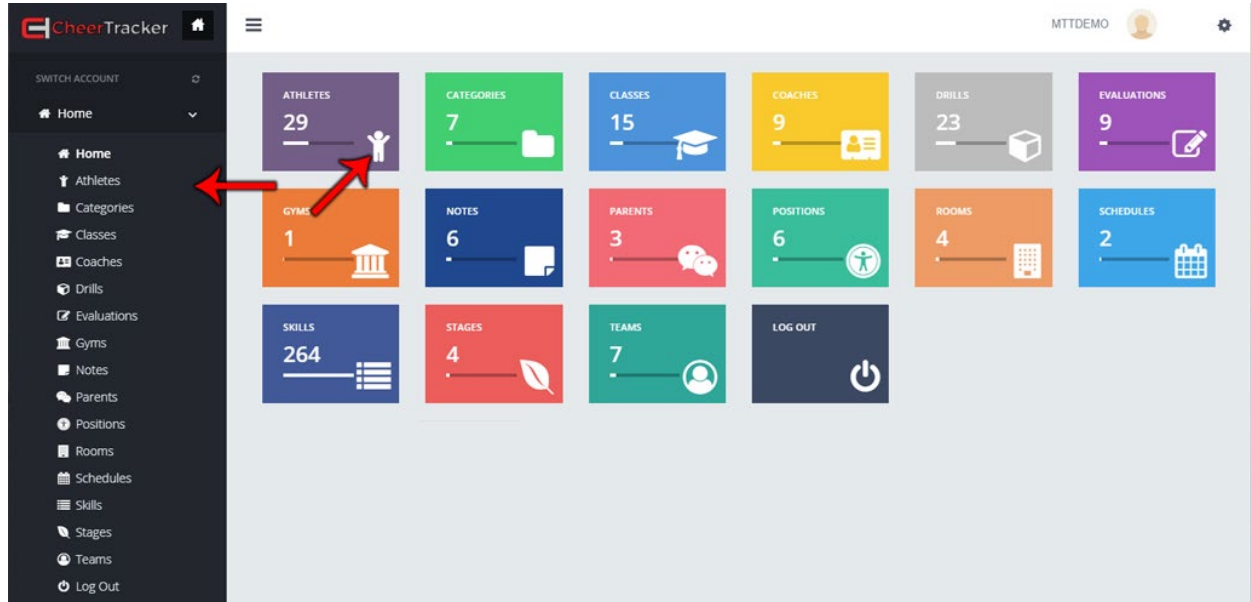 CheerTracker
MTTDEMO
SWITCH ACCOUNT
Home
Home
Athletes
Categories
Classes
Coaches
Drills
Evaluations
Gyms
Notes
Parents
Positions
Rooms
Schedules
Skills
Stages
Teams
Log Out
ATHLETES
29
CATEGORIES
7
CLASSES
15
COACHES
9
DRILLS
23
EVALUATIONS
9
GYMS
1
NOTES
6
PARENTS
3
POSITIONS
6
ROOMS
4
SCHEDULES
2
SKILLS
264
STAGES
4
TEAMS
7
LOG OUT